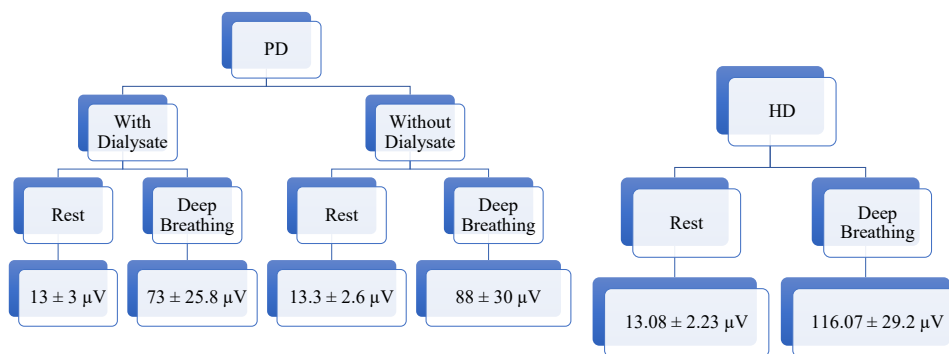 PD
With
Dialysate
Without
Dialysate
Rest
Deep
Breathing
Rest
Deep
Breathing
13 ± 3 µV
73 ± 25.8 µV
13.3 ± 2.6 µV
88 ± 30 µV
HD
Rest
Deep
Breathing
13.08 ± 2.23 µV
116.07 ± 29.2 µV